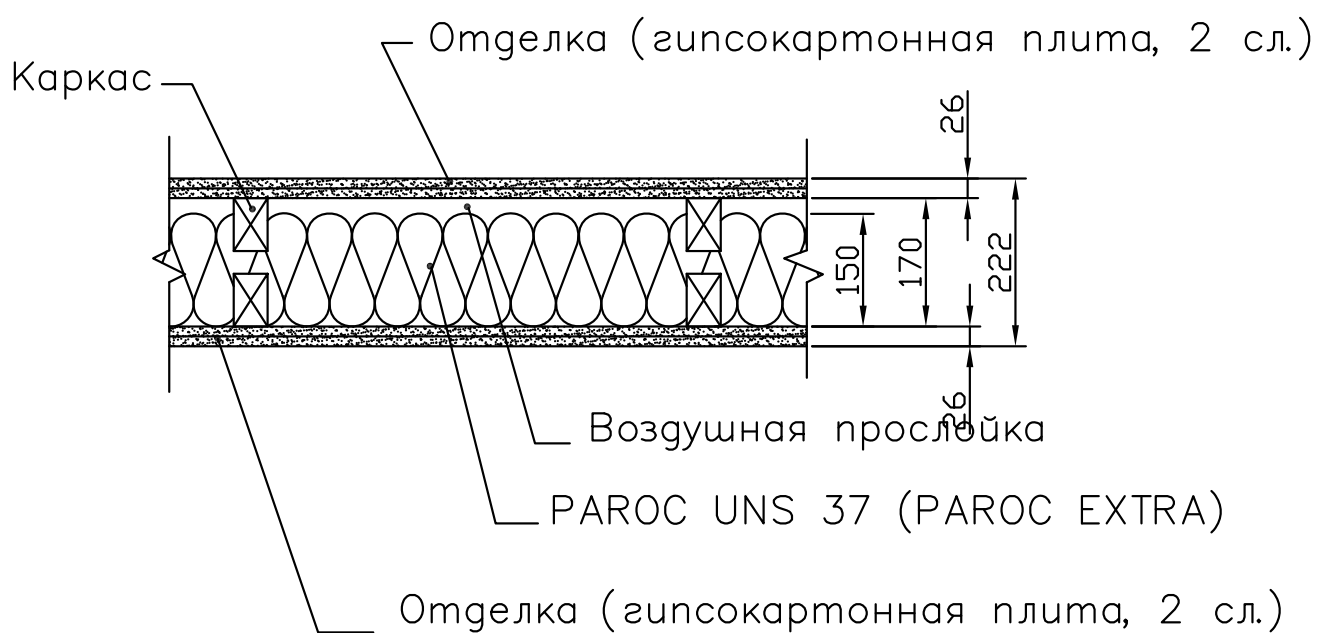 Отделка (гипсокартонная плита, 2 сл.)
Каркас
26
150
170
222
26
Воздушная прослойка
PAROC UNS 37 (PAROC EXTRA)
Отделка (гипсокартонная плита, 2 сл.)